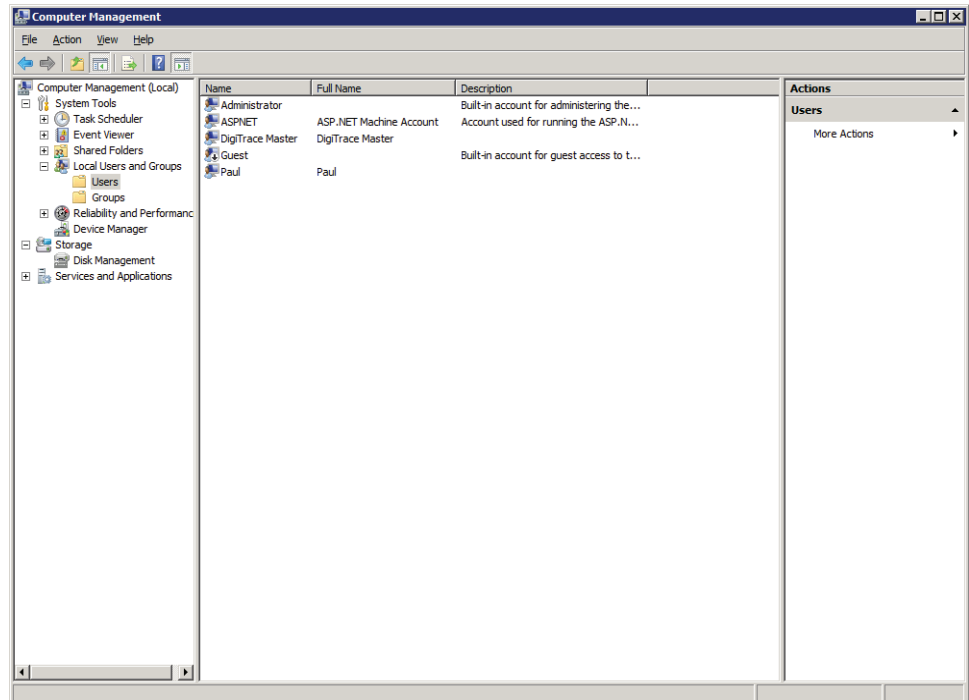 Computer Management
File Action View Help
Computer Management (Local)
System Tools
Task Scheduler
Event Viewer
Shared Folders
Local Users and Groups
Users
Groups
Reliability and Performanc
Device Manager
Storage
Disk Management
Services and Applications
Name Full Name Description
Administrator Built-in account for administering the...
ASPNET ASP.NET Machine Account Account used for running the ASP.N...
DigiTrace Master DigiTrace Master
Guest Built-in account for guest access to t...
Paul Paul
Actions
Users
More Actions